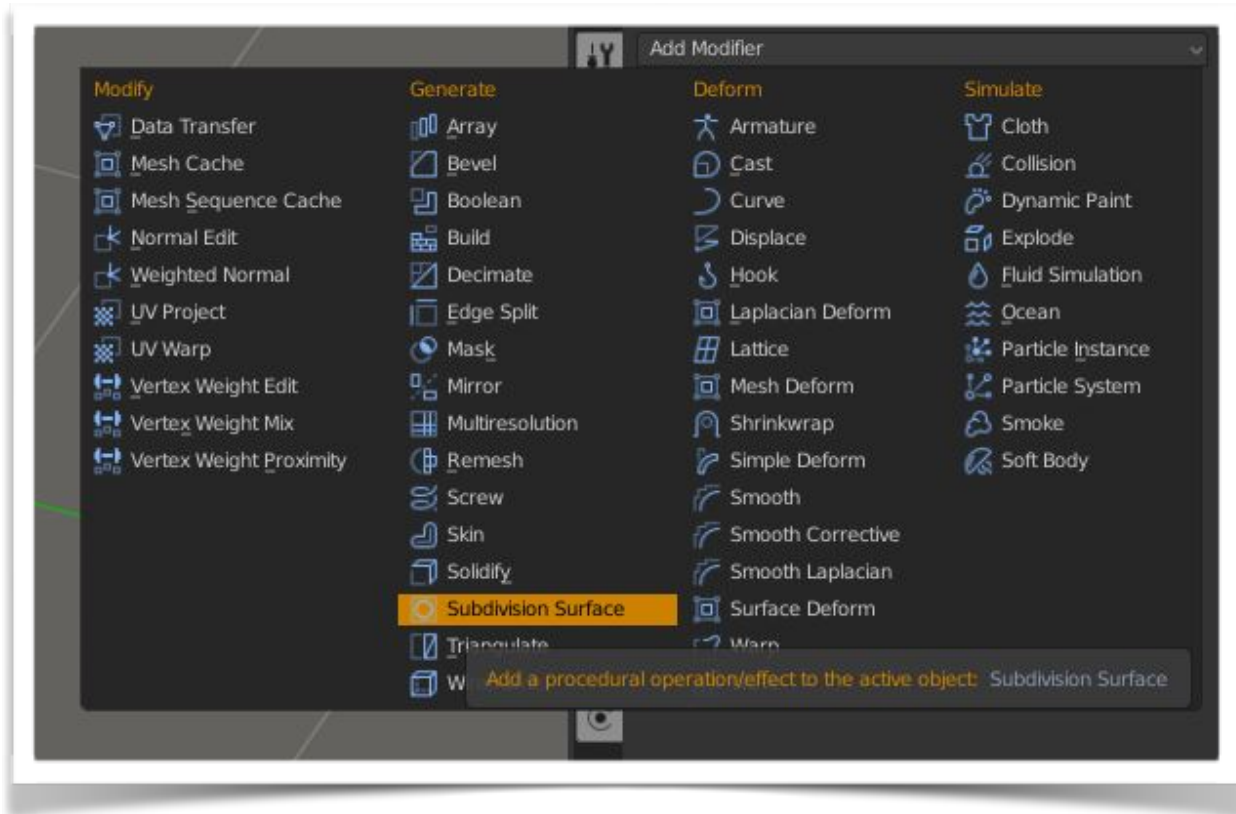 Add Modifier
Modify
Data Transfer
Mesh Cache
Mesh Sequence Cache
Normal Edit
Weighted Normal
UV Project
UV Warp
Vertex Weight Edit
Vertex Weight Mix
Vertex Weight Proximity
Generate
Array
Bevel
Boolean
Build
Decimate
Edge Split
Mask
Mirror
Multiresolution
Remesh
Screw
Skin
Solidify
Subdivision Surface
Triangulate
Deform
Armature
Cast
Curve
Displace
Hook
Laplacian Deform
Lattice
Mesh Deform
Shrinkwrap
Simple Deform
Smooth
Smooth Corrective
Smooth Laplacian
Surface Deform
Warp
Simulate
Cloth
Collision
Dynamic Paint
Explode
Fluid Simulation
Ocean
Particle Instance
Particle System
Smoke
Soft Body
Add a procedural operation/effect to the active object: Subdivision Surface